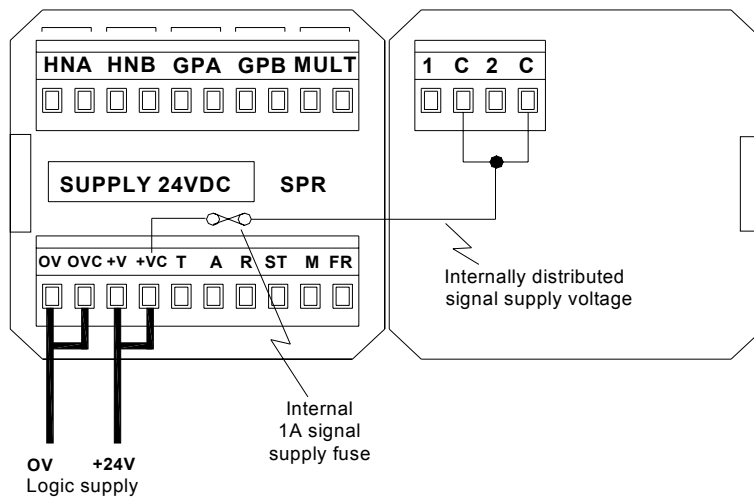 HNA HNB GPA GPB MULT
1 C 2 C
SUPPLY 24VDC SPR
OV OVC +V +VC T A R ST M FR
Internally distributed
signal supply voltage
Internal
1A signal
supply fuse
OV +24V
Logic supply